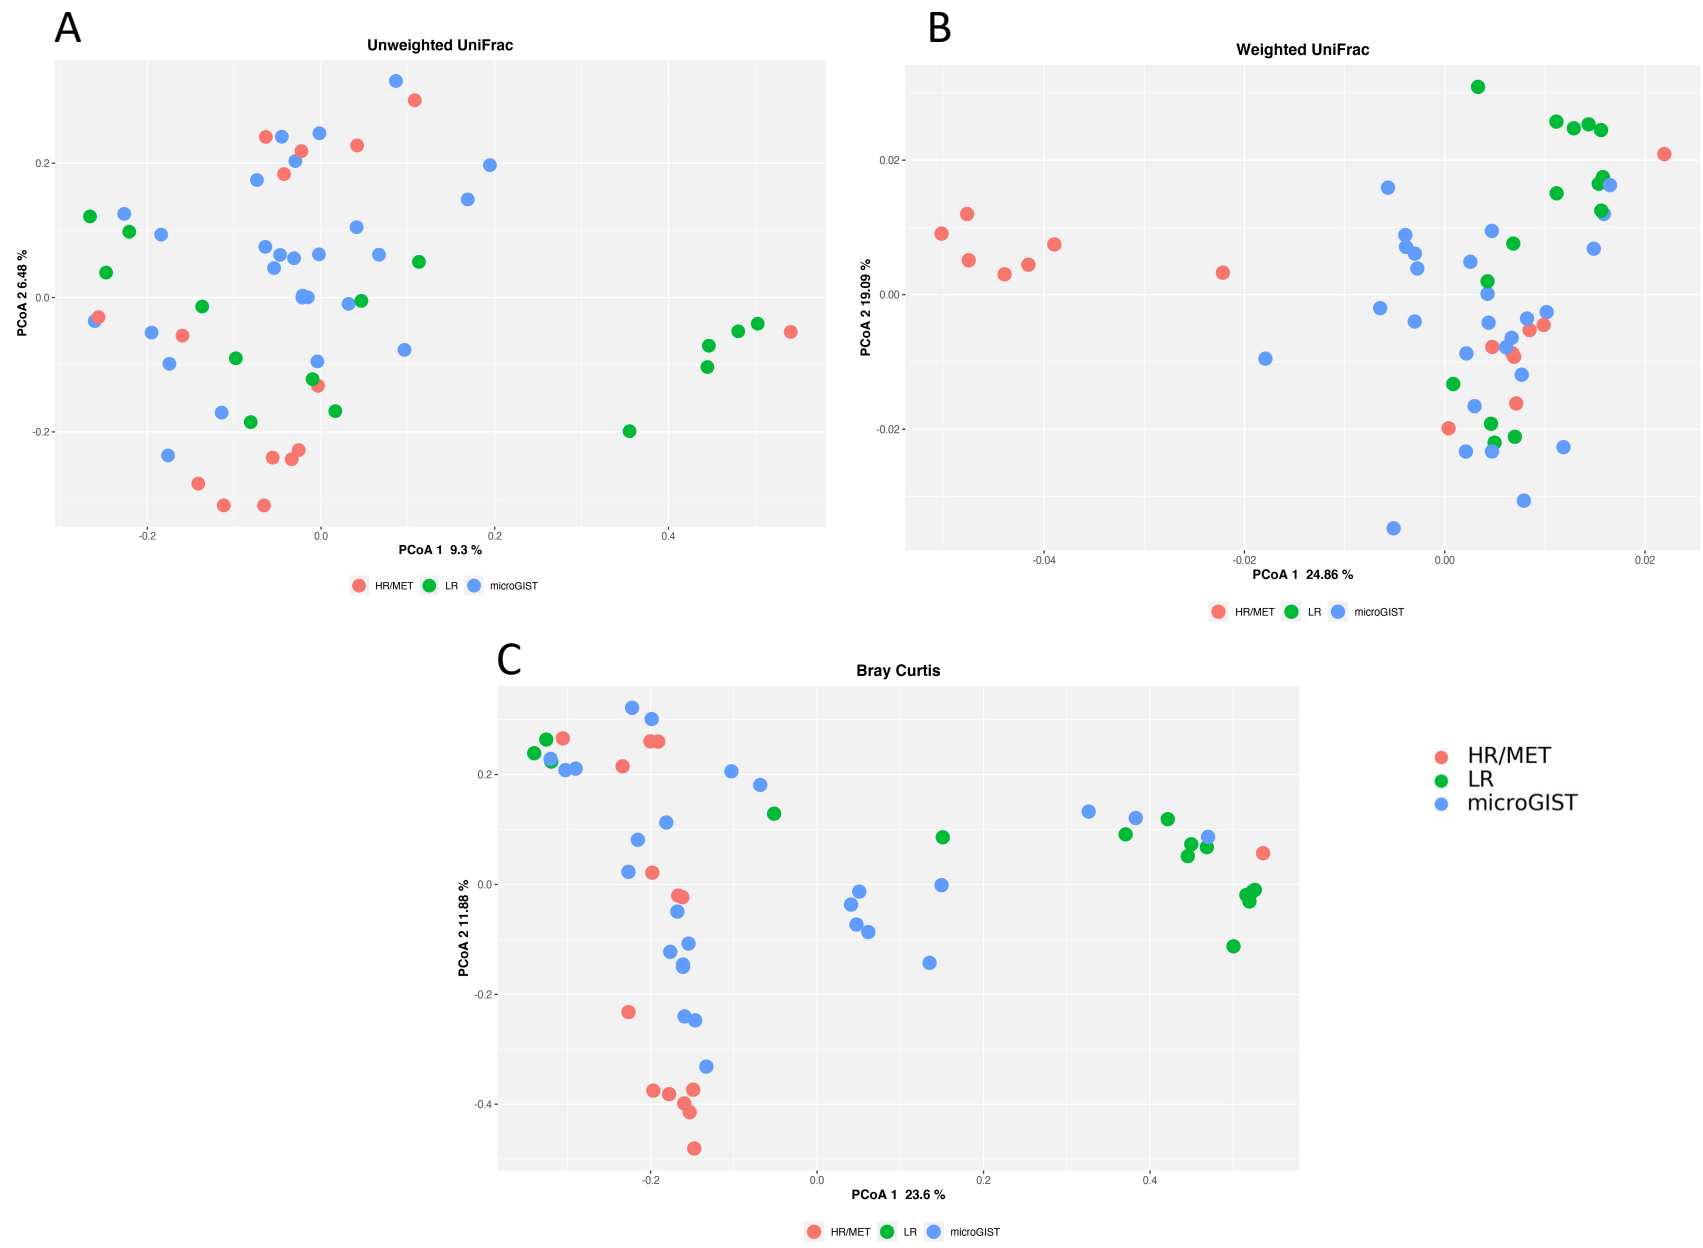 A
Unweighted UniFrac
PCoA 2 6.48 %
0.2
0.0
-0.2
-0.2 0.0 0.2 0.4
PCoA 1 9.3 %
HR/MET LR microGIST
B
Weighted UniFrac
PCoA 2 19.09 %
0.02
0.00
-0.02
-0.04 -0.02 0.00 0.02
PCoA 1 24.86 %
HR/MET LR microGIST
C
Bray Curtis
PCoA 2 11.88 %
0.2
0.0
-0.2
-0.4
-0.2 0.0 0.2 0.4
PCoA 1 23.6 %
HR/MET LR microGIST
HR/MET
LR
microGIST